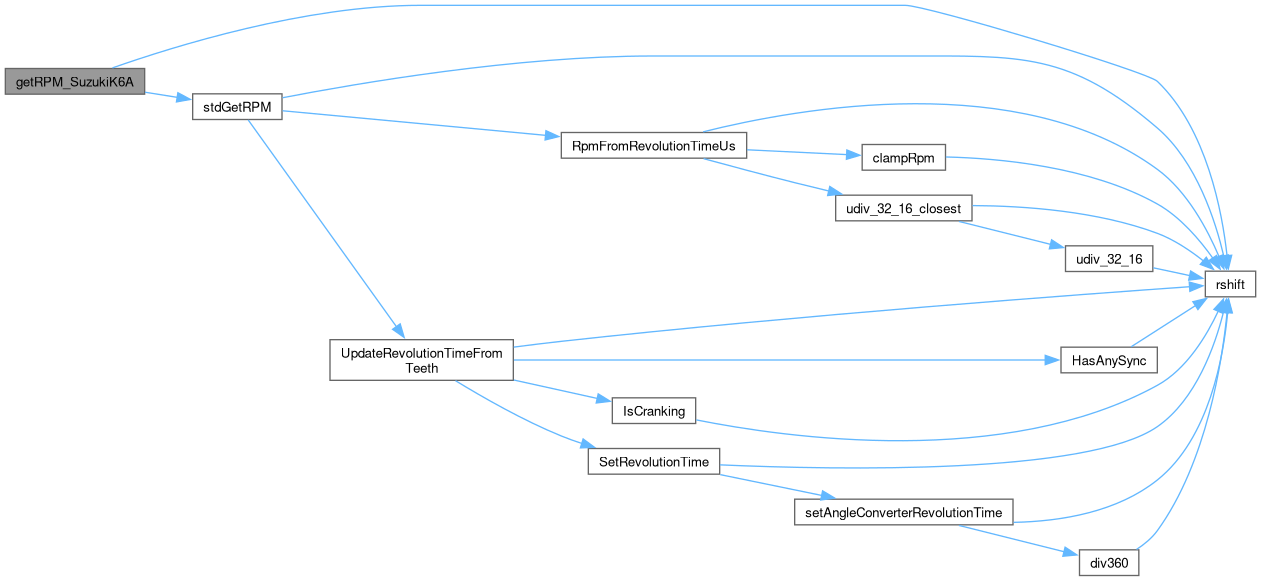 getRPM_SuzukiK6A
stdGetRPM
RpmFromRevolutionTimeUs
clampRpm
udiv_32_16_closest
udiv_32_16
rshift
UpdateRevolutionTimeFrom
Teeth
HasAnySync
IsCranking
SetRevolutionTime
setAngleConverterRevolutionTime
div360